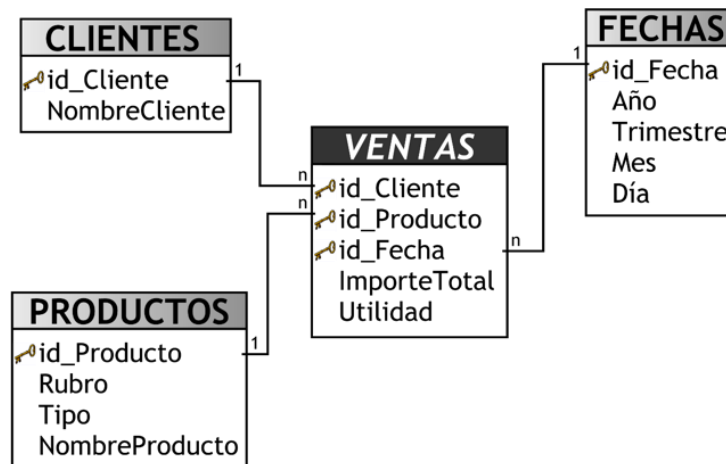 CLIENTES
id_Cliente
NombreCliente
1
n
VENTAS
id_Cliente
id_Producto
id_Fecha
ImporteTotal
Utilidad
n
n
1
FECHAS
id_Fecha
Año
Trimestre
Mes
Día
PRODUCTOS
id_Producto
Rubro
Tipo
NombreProducto
1